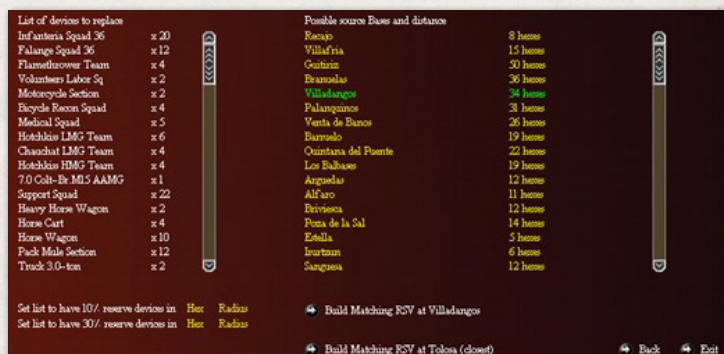 List of devices to replace Possible source Bases and distance
Infanteria Squad 36 x 20 Recajo 8 hexes
Falange Squad 36 x 12 Villafria 15 hexes
Flamethrower Team x 4 Guitiriz 50 hexes
Volunteers Labor Sq x 2 Branuelas 36 hexes
Motorcycle Section x 2 Villadangos 34 hexes
Bicycle Recon Squad x 4 Palanquinos 31 hexes
Medical Squad x 5 Venta de Banos 26 hexes
Hotchkiss LMG Team x 6 Barruelo 19 hexes
Chauchat LMG Team x 4 Quintana del Puente 22 hexes
Hotchkiss HMG Team x 4 Los Balbases 19 hexes
7.0 Colt-Br.M15 AAMG x 1 Arguedas 12 hexes
Support Squad x 22 Alfaro 11 hexes
Heavy Horse Wagon x 2 Briviesca 12 hexes
Horse Cart x 4 Poza de la Sal 14 hexes
Horse Wagon x 10 Estella 5 hexes
Pack Mule Section x 12 Irurtzun 6 hexes
Truck 3.0-ton x 2 Sanguesa 12 hexes
Set list to have 10% reserve devices in Hex Radius Build Matching RSV at Villadangos
Set list to have 30% reserve devices in Hex Radius
Build Matching RSV at Tolosa (closest) Back Exit